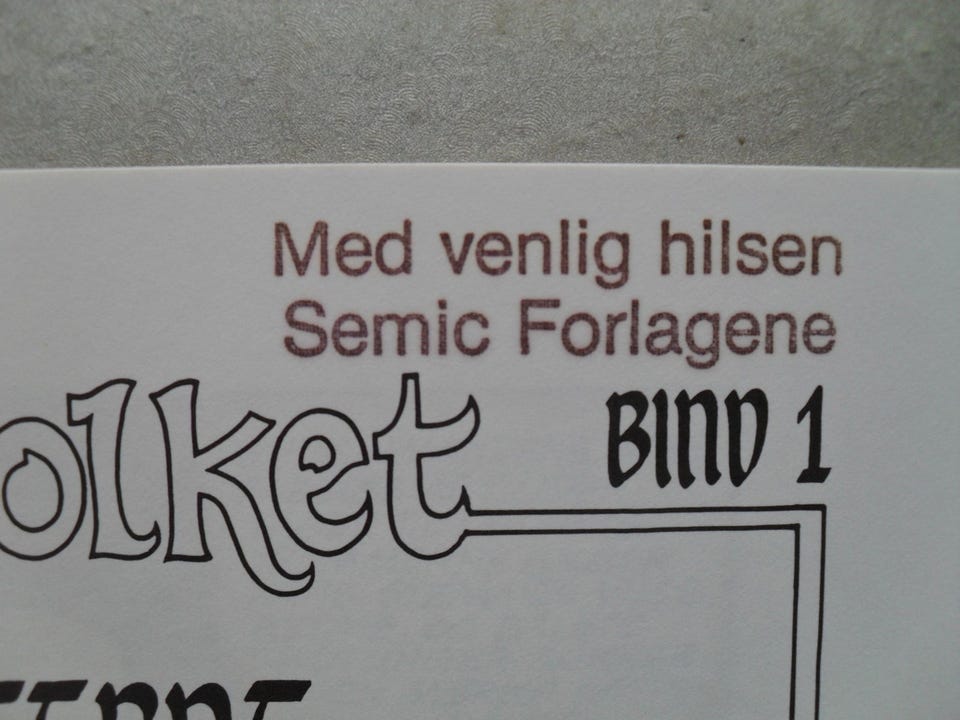 Med venlig hilsen
Semic Forlagene
olket BIND 1